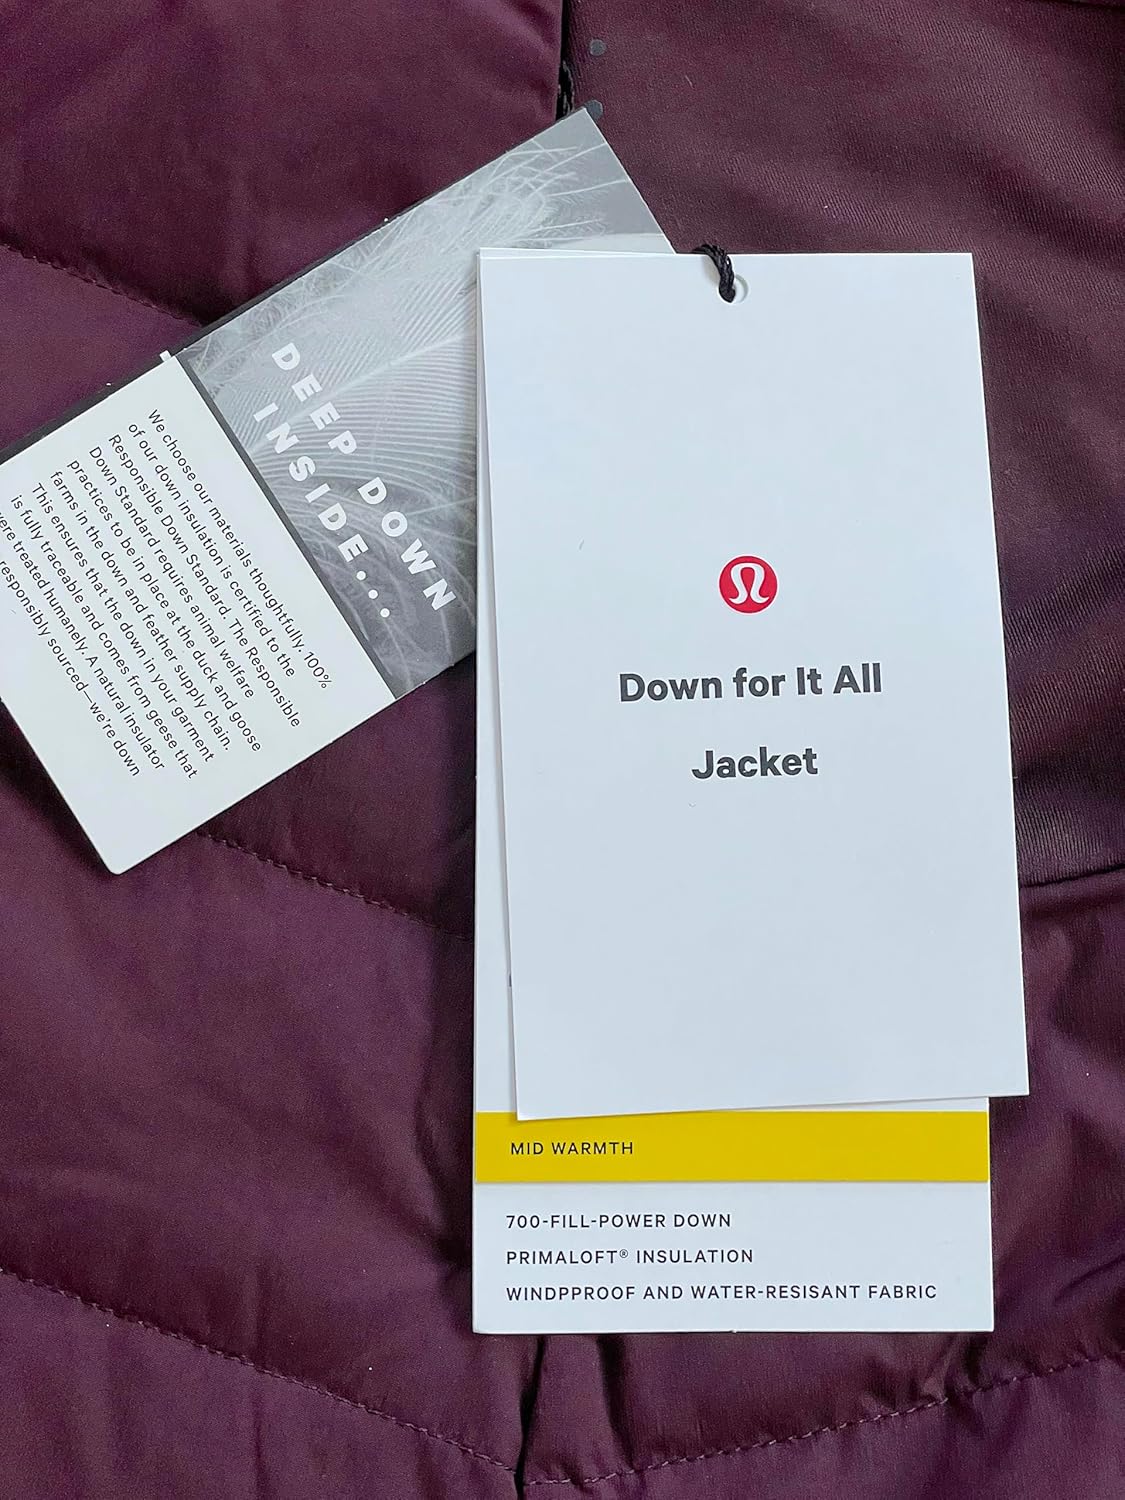 DEEP DOWN
INSIDE...
We choose our materials thoughtfully. 100%
of our down insulation is certified to the
Responsible Down Standard. The Responsible
Down Standard requires animal welfare
practices to be in place at the duck and goose
farms in the down and feather supply chain.
This ensures that the down in your garment
is fully traceable and comes from geese that
were treated humanely. A natural insulator
responsibly sourced—we're down
Down for It All
Jacket
MID WARMTH
700-FILL-POWER DOWN
PRIMALOFT® INSULATION
WINDPPROOF AND WATER-RESISANT FABRIC